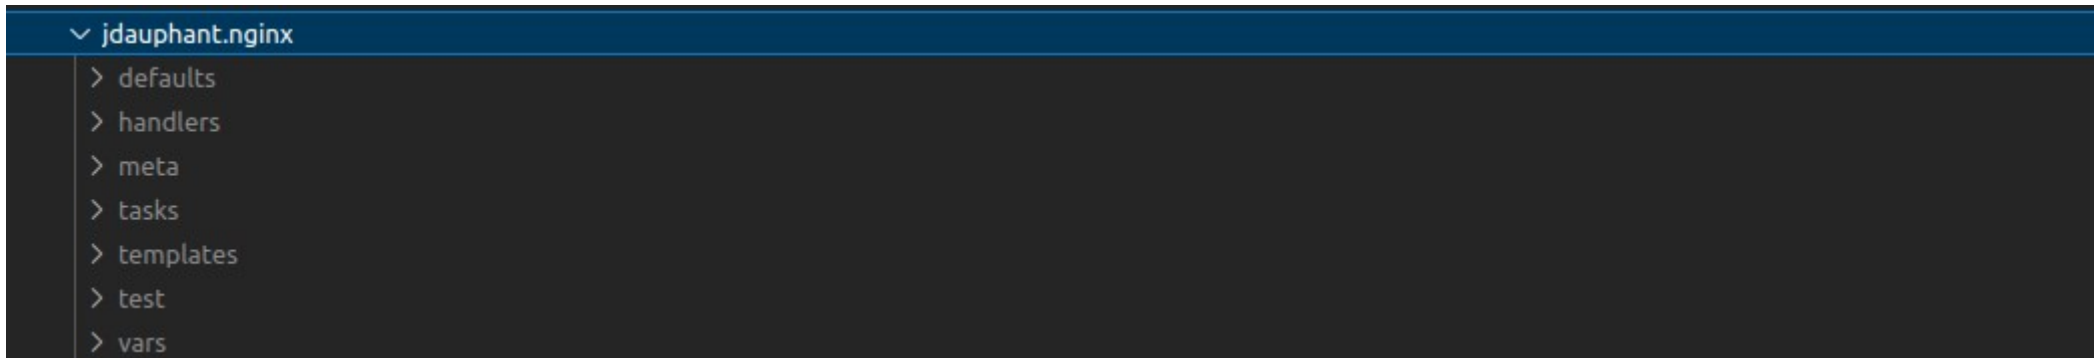 jdauphant.nginx
defaults
handlers
meta
tasks
templates
test
vars